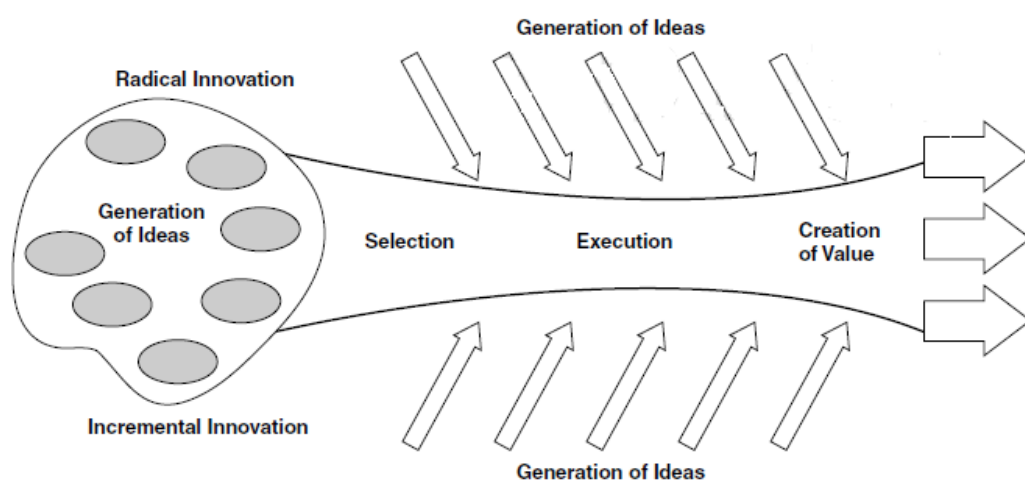 Generation of Ideas
Radical Innovation
Generation
of Ideas
Selection
Execution
Creation
of Value
Incremental Innovation
Generation of Ideas